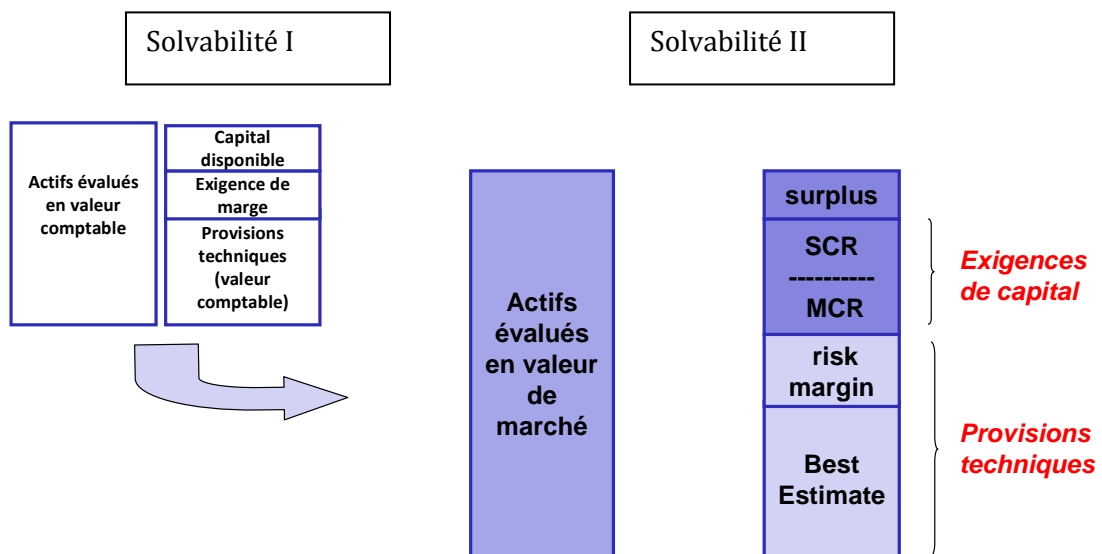 Solvabilité I
Solvabilité II
Actifs évalués
en valeur
comptable
Capital
disponible
Exigence de
marge
Provisions
techniques
(valeur
comptable)
Actifs
évalués
en valeur
de
marché
surplus
SCR
----------
MCR
risk
margin
Best
Estimate
Exigences
de capital
Provisions
techniques